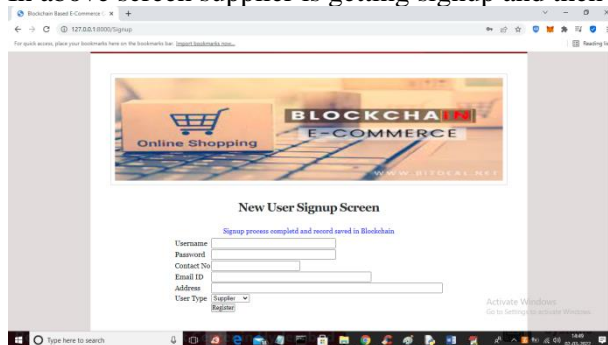 In above screen supplier is getting signup and then
Blockchain Based E-Commerce
127.0.0.1:8000/Signup
For quick access, place your bookmarks here on the bookmarks bar. Import bookmarks now...
Reading list
BLOCKCHAIN
E-COMMERCE
Online Shopping
WWW.BITDEAL.NET
New User Signup Screen
Signup process completd and record saved in Blockchain
Username
Password
Contact No
Email ID
Address
User Type Supplier
Register
Activate Windows
Go to Settings to activate Windows.
Type here to search
14:49